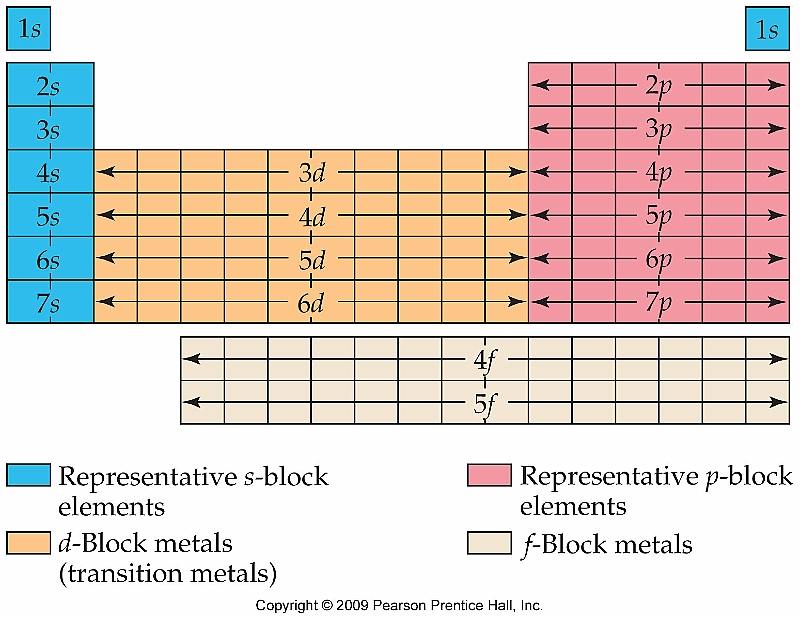 1s 1s
2s 2p
3s 3p
4s 3d 4p
5s 4d 5p
6s 5d 6p
7s 6d 7p
4f
5f
Representative s-block
elements
Representative p-block
elements
d-Block metals
(transition metals)
f-Block metals
Copyright © 2009 Pearson Prentice Hall, Inc.